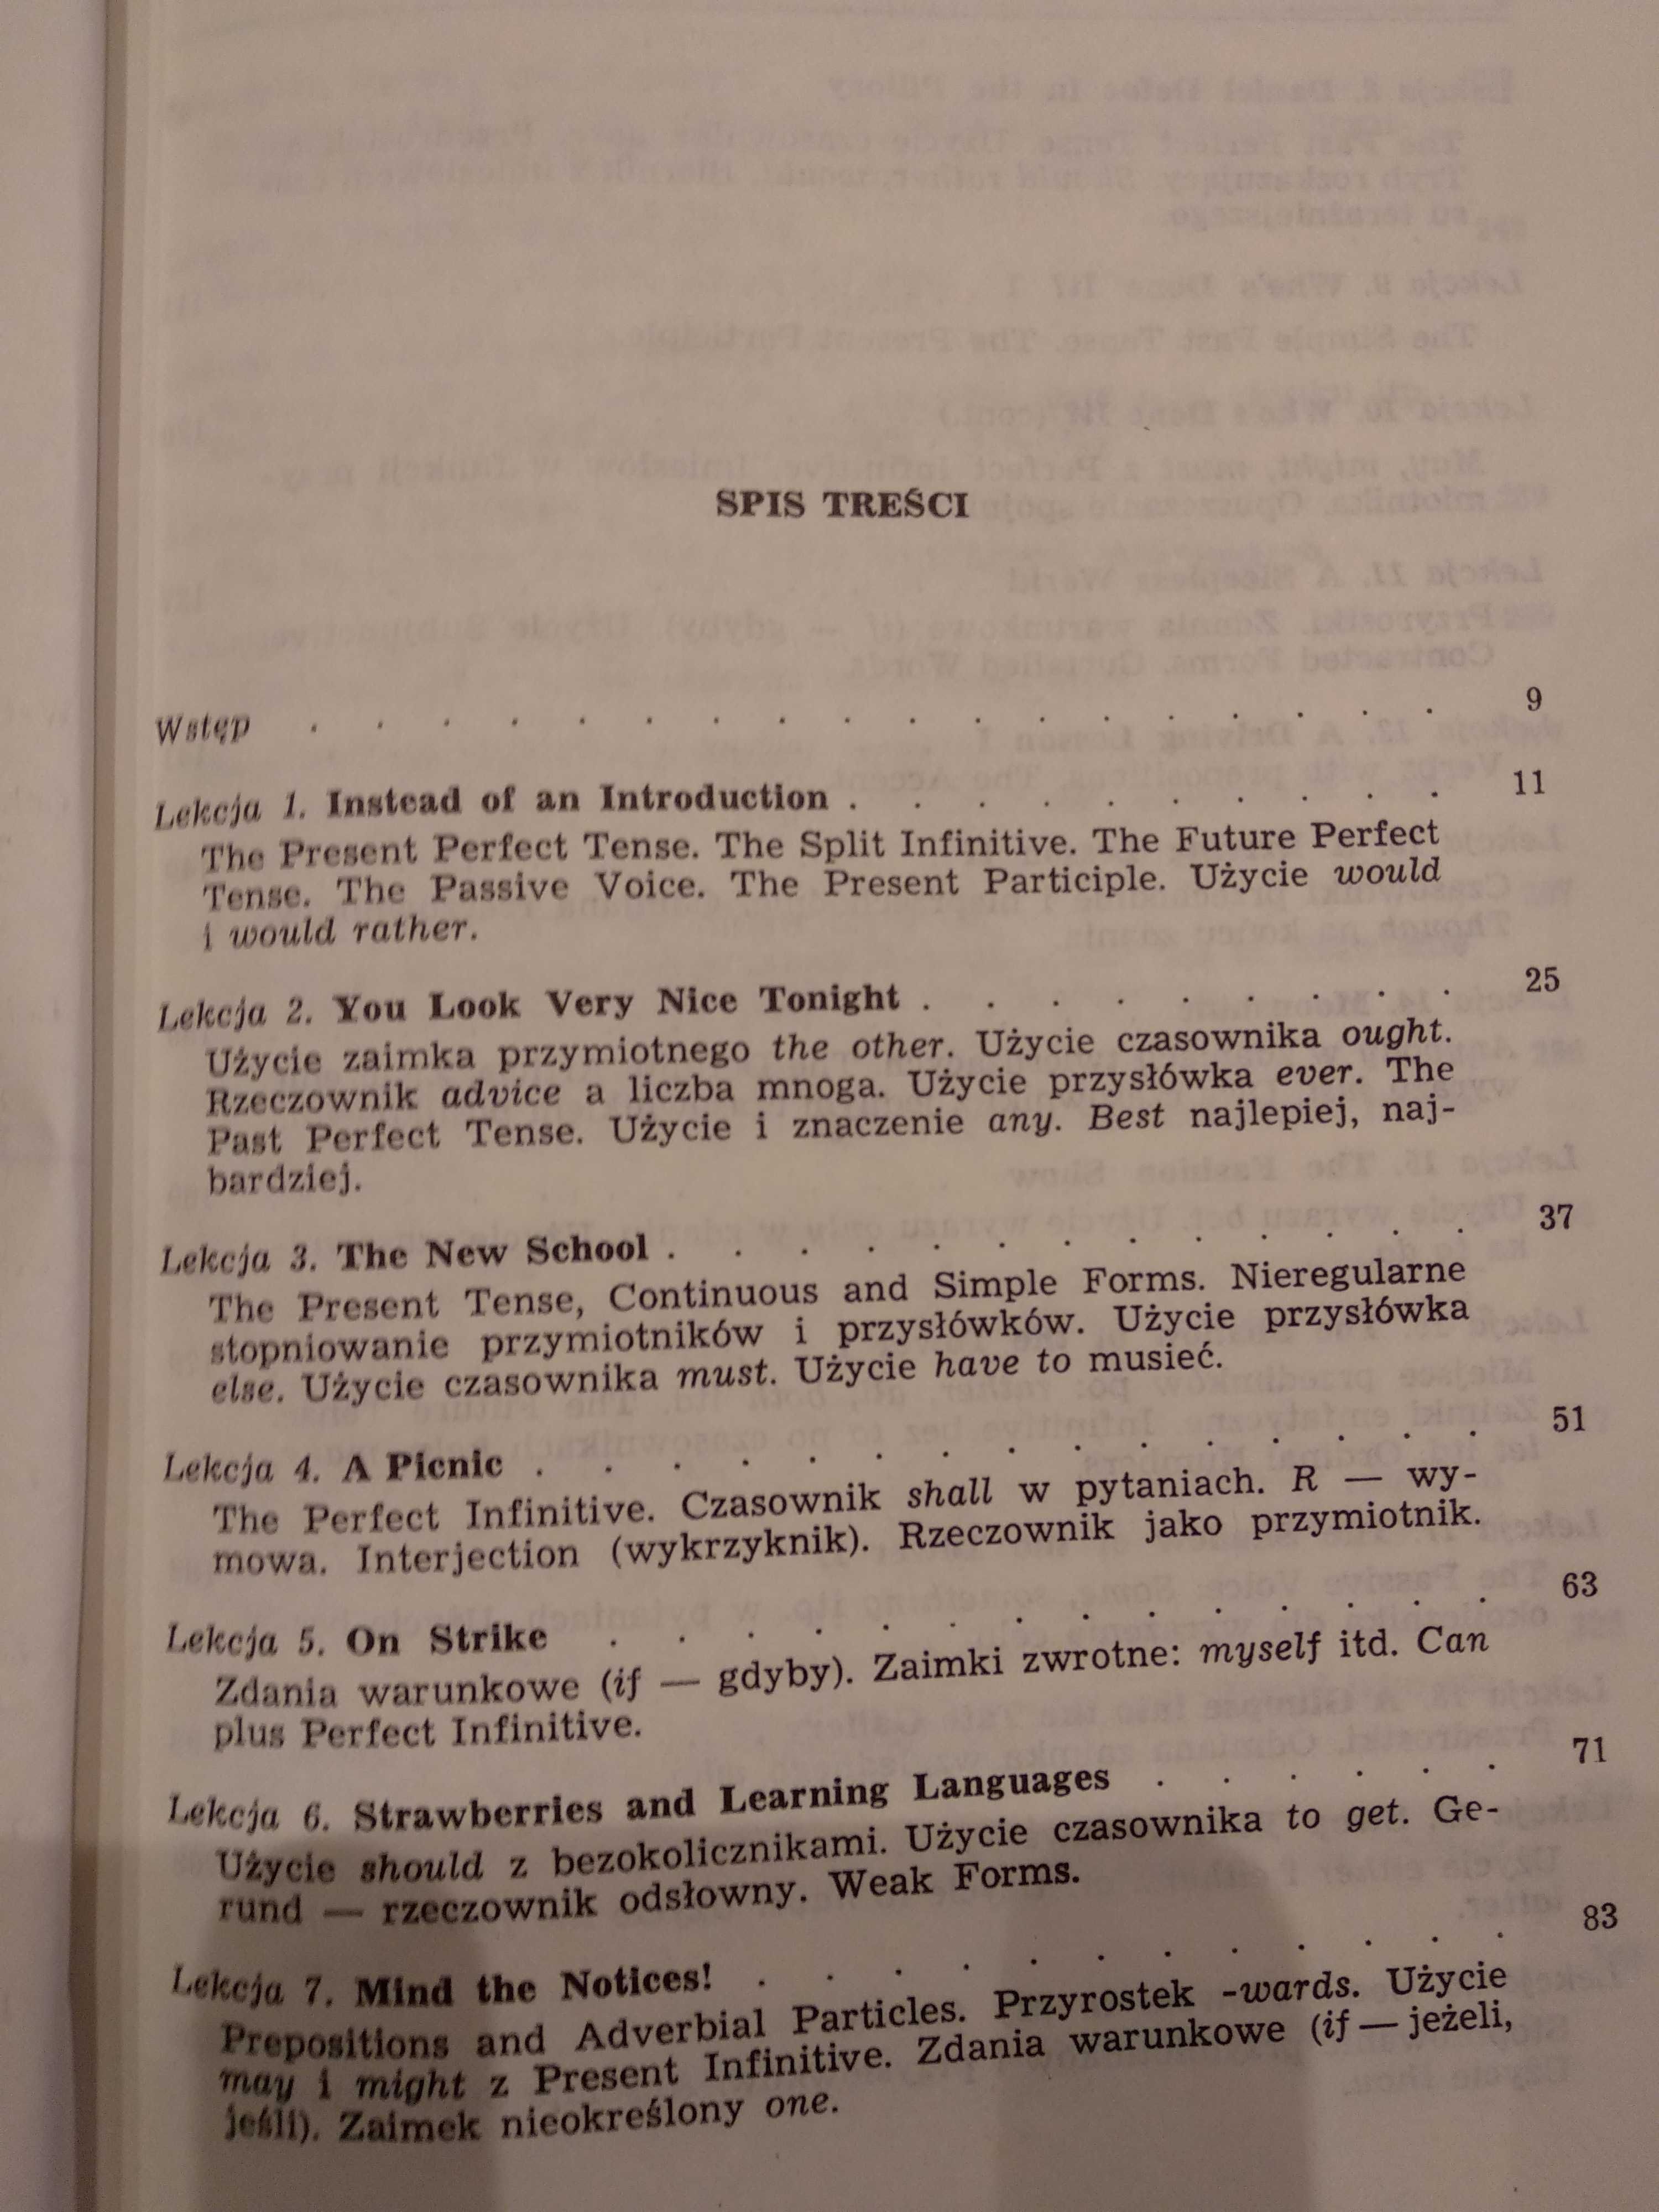 SPIS TREŚCI
Wstęp . . . . . . . . . . . . . . . . . . 9
Lekcja 1. Instead of an Introduction . . . . . . . . . . 11
The Present Perfect Tense. The Split Infinitive. The Future Perfect
Tense. The Passive Voice. The Present Participle. Użycie would
i would rather.
Lekcja 2. You Look Very Nice Tonight . . . . . . . . . 25
Użycie zaimka przymiotnego the other. Użycie czasownika ought.
Rzeczownik advice a liczba mnoga. Użycie przysłówka ever. The
Past Perfect Tense. Użycie i znaczenie any. Best najlepiej, naj-
bardziej.
Lekcja 3. The New School . . . . . . . . . . . . . 37
The Present Tense, Continuous and Simple Forms. Nieregularne
stopniowanie przymiotników i przysłówków. Użycie przysłówka
else. Użycie czasownika must. Użycie have to musieć.
Lekcja 4. A Picnic . . . . . . . . . . . . . . . 51
The Perfect Infinitive. Czasownik shall w pytaniach. R — wy-
mowa. Interjection (wykrzyknik). Rzeczownik jako przymiotnik.
Lekcja 5. On Strike . . . . . . . . . . . . . . 63
Zdania warunkowe (if — gdyby). Zaimki zwrotne: myself itd. Can
plus Perfect Infinitive.
Lekcja 6. Strawberries and Learning Languages . . . . . . 71
Użycie should z bezokolicznikami. Użycie czasownika to get. Ge-
rund — rzeczownik odsłowny. Weak Forms.
Lekcja 7. Mind the Notices! . . . . . . . . . . . . 83
Prepositions and Adverbial Particles. Przyrostek -wards. Użycie
may i might z Present Infinitive. Zdania warunkowe (if — jeżeli,
jeśli). Zaimek nieokreślony one.